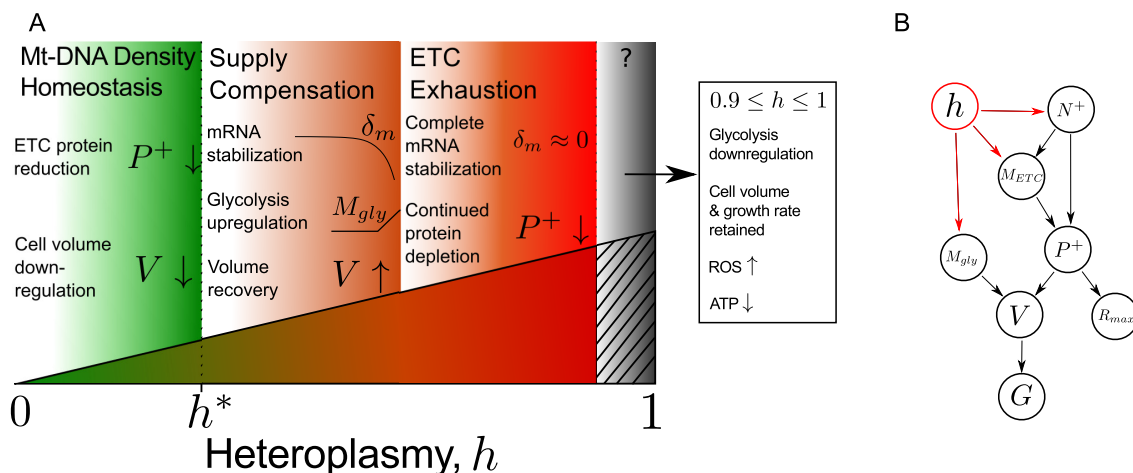 A
Mt-DNA Density
Homeostasis
ETC protein
reduction
P⁺ ↓
Cell volume
down-
regulation
V ↓
Supply
Compensation
mRNA
stabilization
δₘ
Glycolysis
upregulation
M_gly
Volume
recovery
V ↑
ETC
Exhaustion
Complete
mRNA
stabilization
δₘ ≈ 0
Continued
protein
depletion
P⁺ ↓
?
0.9 ≤ h ≤ 1
Glycolysis
downregulation
Cell volume
& growth rate
retained
ROS ↑
ATP ↓
0
h*
1
Heteroplasmy, h
B
h
N⁺
M_ETC
M_gly
P⁺
V
R_max
G